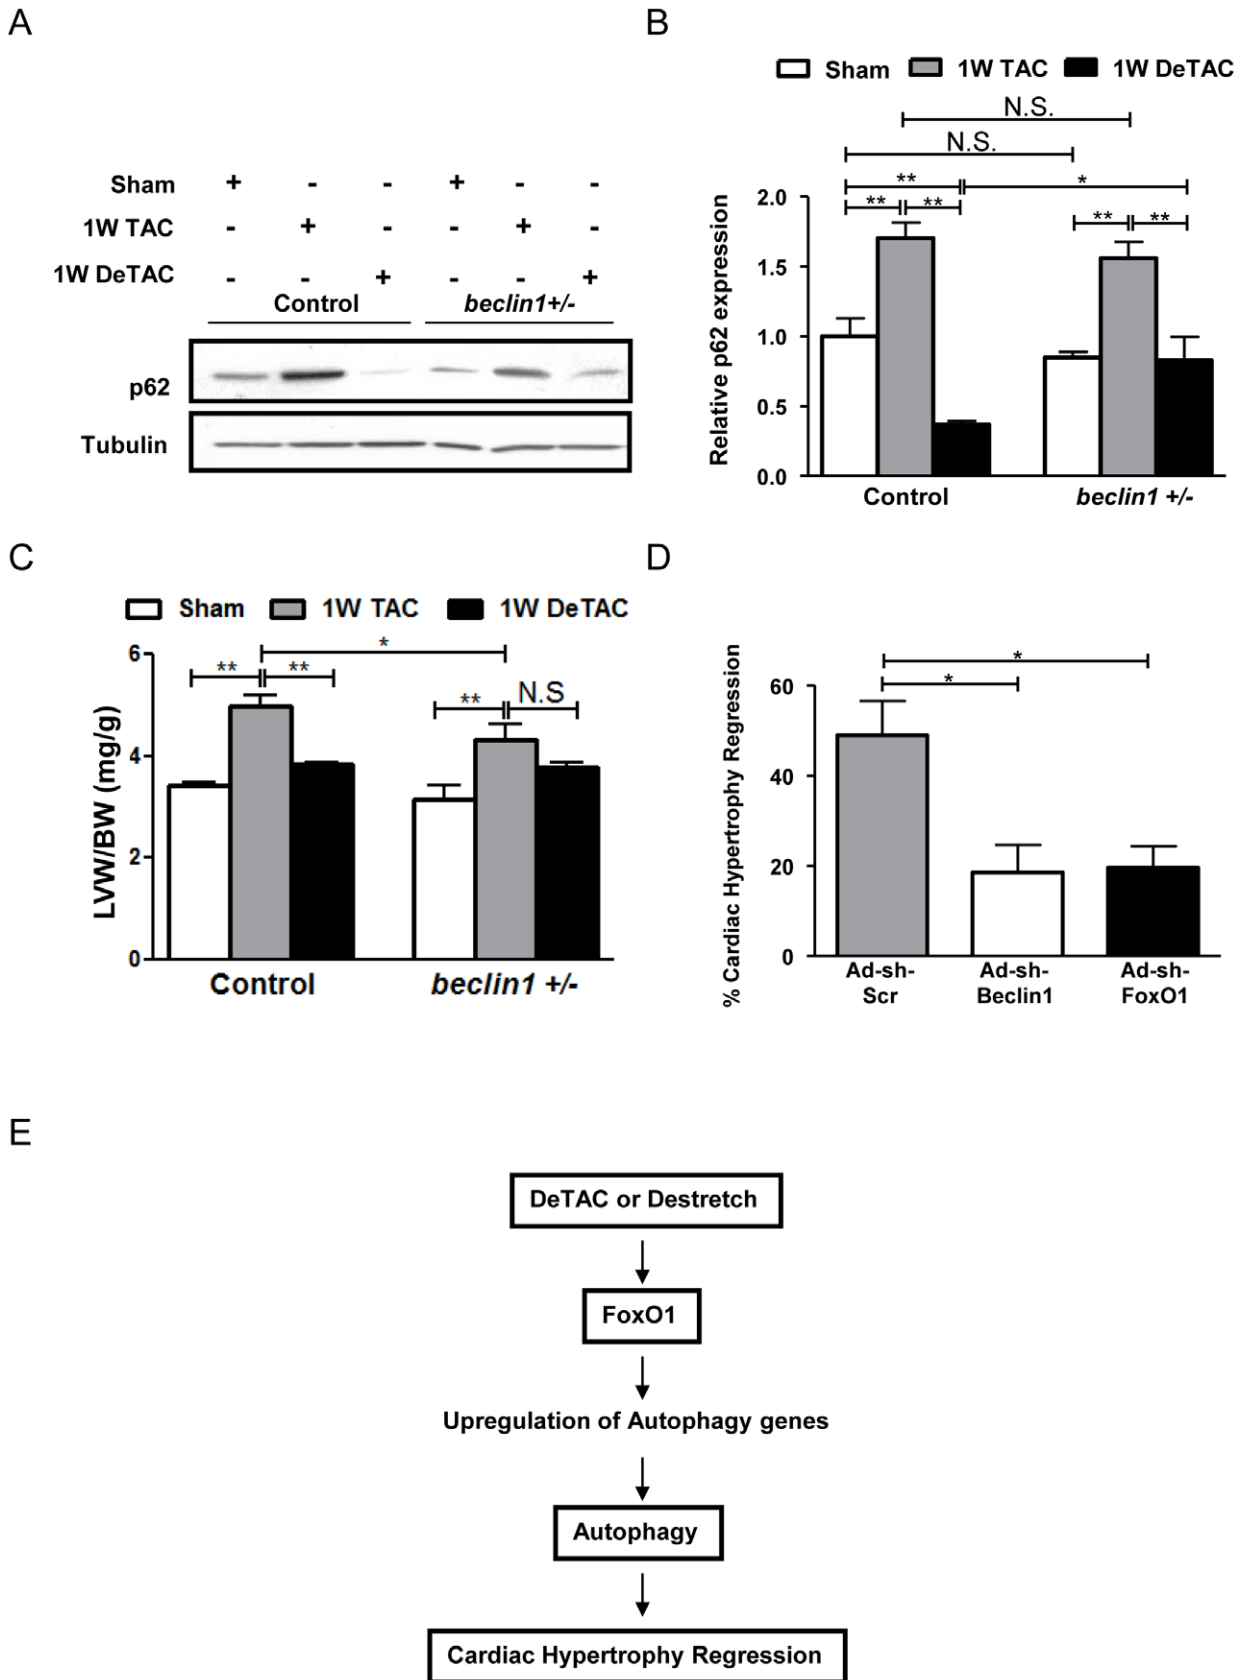 A
Sham + - - + - -
1W TAC - + - - + -
1W DeTAC - - + - - +
Control beclin1+/-
p62
Tubulin
B
Sham 1W TAC 1W DeTAC
N.S.
N.S.
** *
** ** ** **
Relative p62 expression
2.0
1.5
1.0
0.5
0.0
Control beclin1 +/-
C
Sham 1W TAC 1W DeTAC
*
** ** ** N.S
LVW/BW (mg/g)
6
4
2
0
Control beclin1 +/-
D
*
*
% Cardiac Hypertrophy Regression
60
40
20
0
Ad-sh- Ad-sh- Ad-sh-
Scr Beclin1 FoxO1
E
DeTAC or Destretch
FoxO1
Upregulation of Autophagy genes
Autophagy
Cardiac Hypertrophy Regression